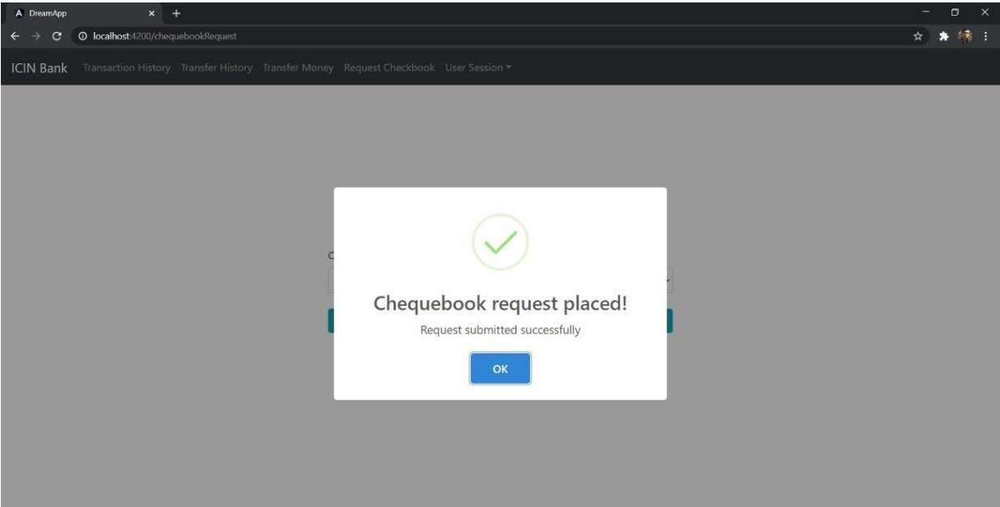 DreamApp
localhost:4200/chequebookRequest
ICIN Bank Transaction History Transfer History Transfer Money Request Checkbook User Session
Chequebook request placed!
Request submitted successfully
OK